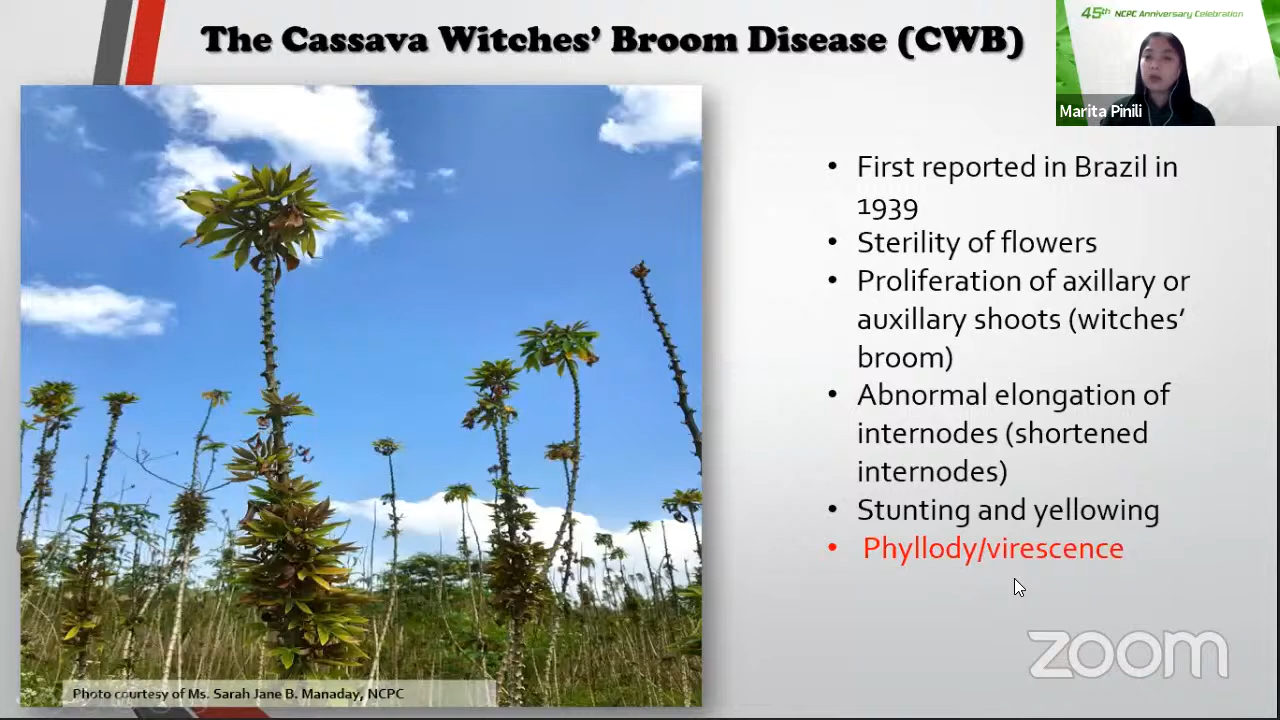 The Cassava Witches' Broom Disease (CWB)
45th NCPC Anniversary Celebration
Marita Pinili
• First reported in Brazil in
1939
• Sterility of flowers
• Proliferation of axillary or
auxillary shoots (witches'
broom)
• Abnormal elongation of
internodes (shortened
internodes)
• Stunting and yellowing
• Phyllody/virescence
Photo courtesy of Ms. Sarah Jane B. Manaday, NCPC
zoom